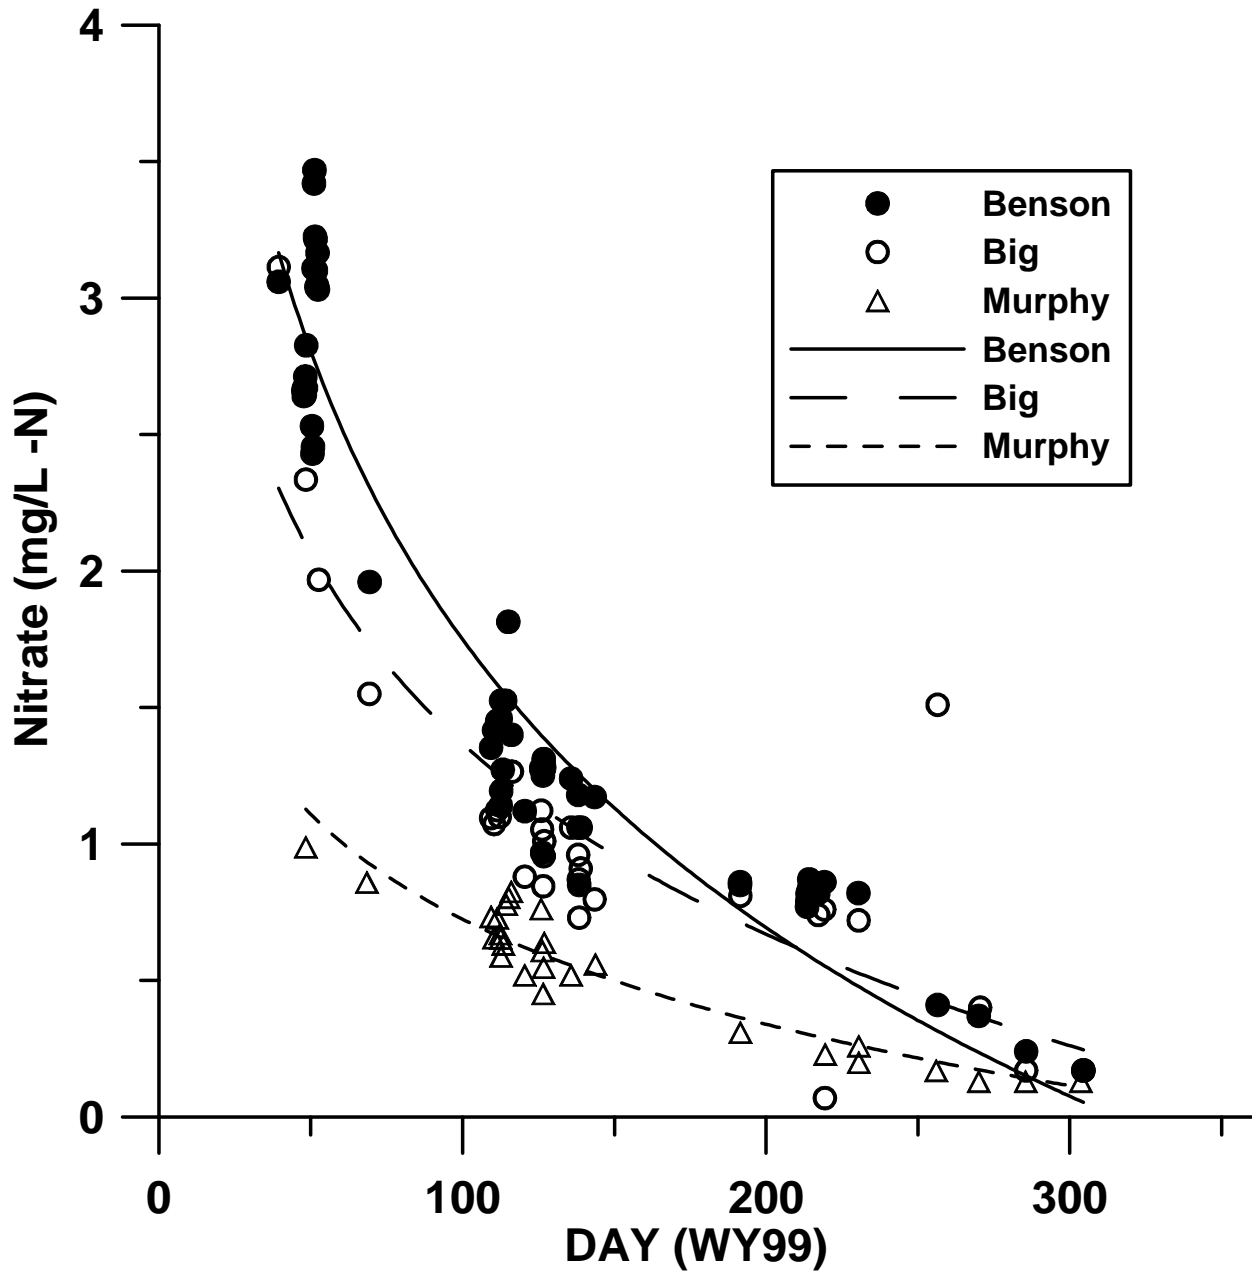 4
3
2
1
0
Nitrate (mg/L -N)
Benson
Big
Murphy
Benson
Big
Murphy
0 100 200 300
DAY (WY99)